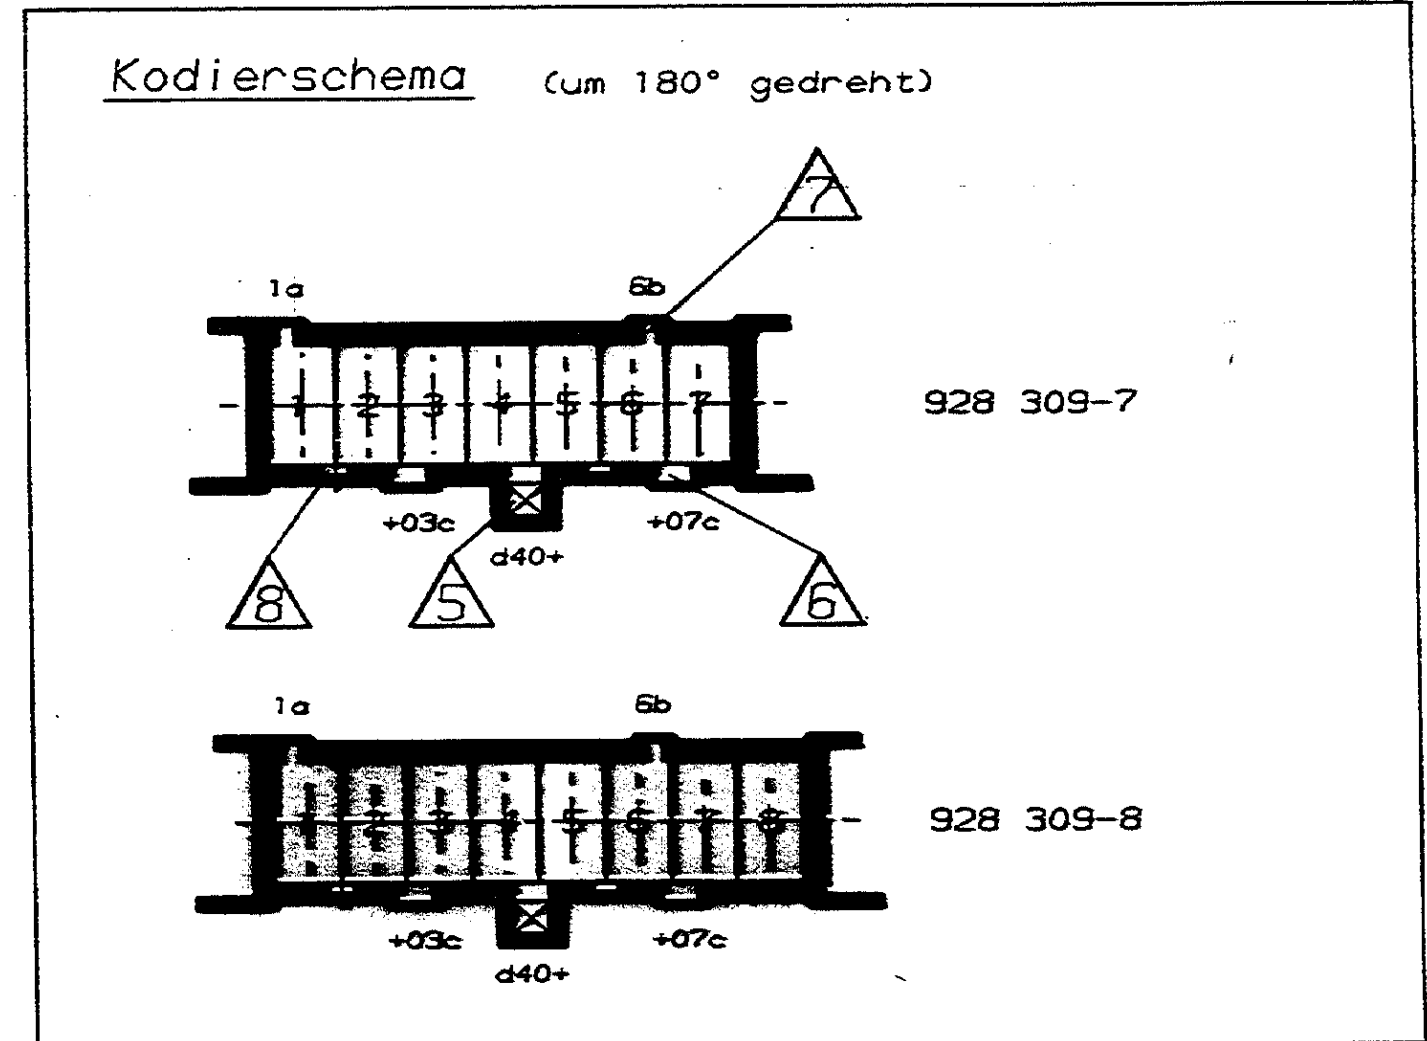 Kodierschema (um 180° gedreht)
7
1a 6b
1 2 3 4 5 6 7
928 309-7
+03c +07c
d40+
8 5 6
1a 6b
1 2 3 4 5 6 7 8
928 309-8
+03c +07c
d40+